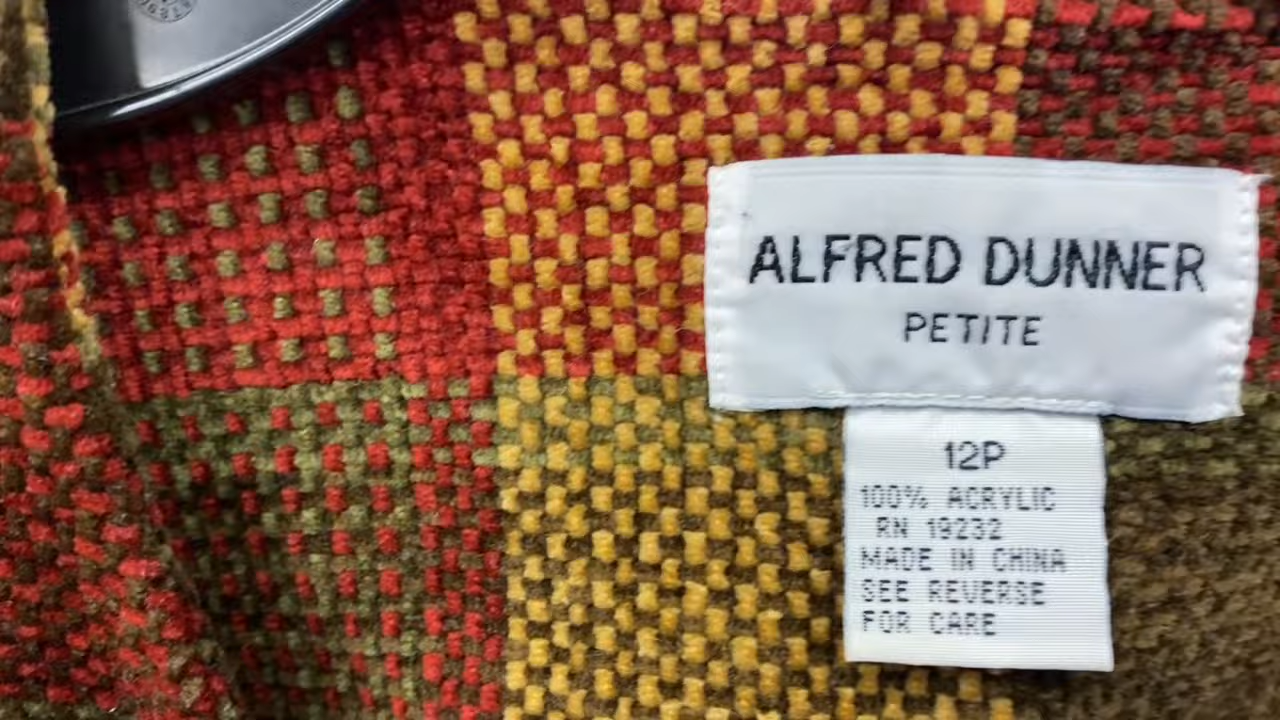 ALFRED DUNNER
PETITE
12P
100% ACRYLIC
RN 19232
MADE IN CHINA
SEE REVERSE
FOR CARE